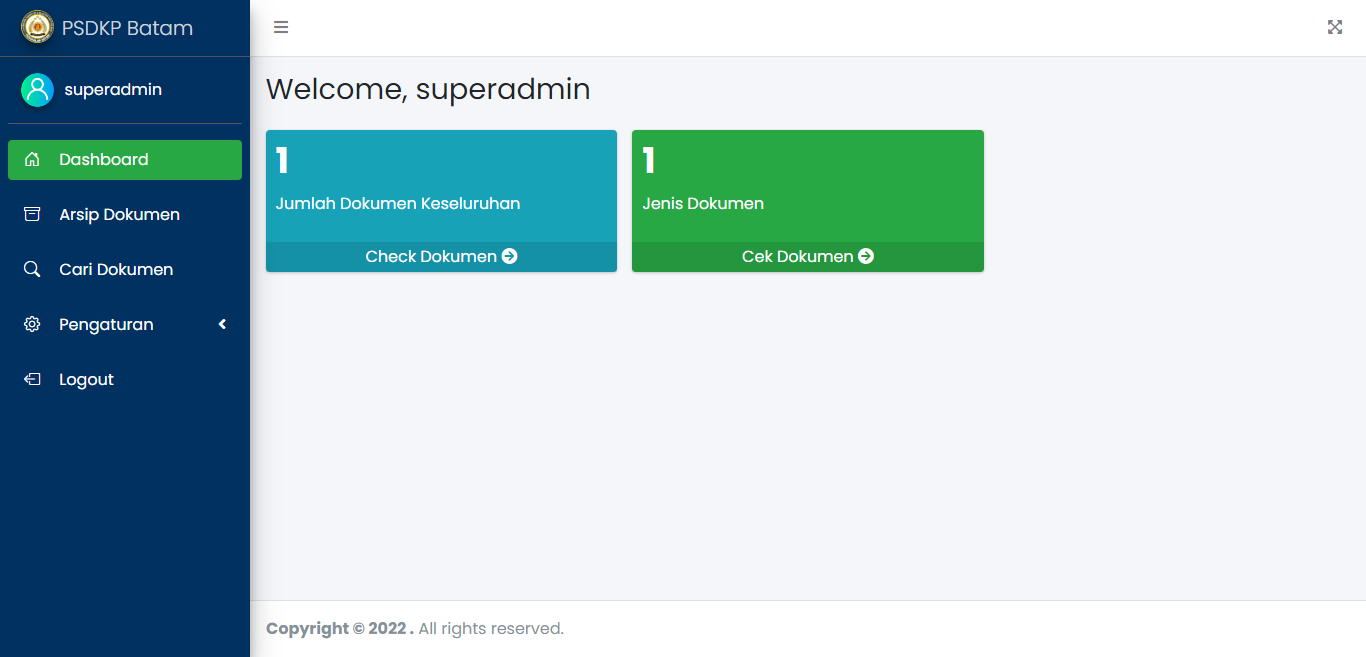 PSDKP Batam
superadmin
Dashboard
Arsip Dokumen
Cari Dokumen
Pengaturan
Logout
Welcome, superadmin
1
Jumlah Dokumen Keseluruhan
Check Dokumen
1
Jenis Dokumen
Cek Dokumen
Copyright © 2022 . All rights reserved.